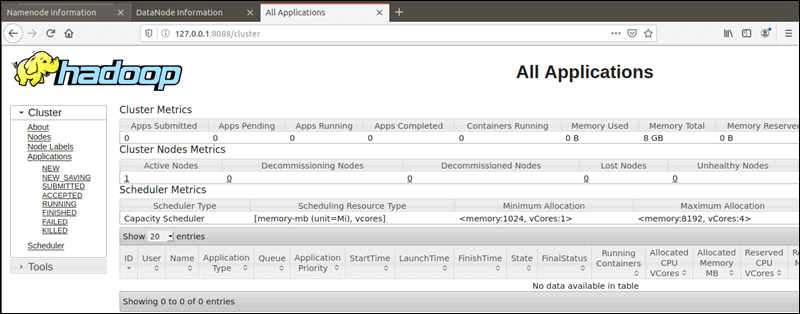 Namenode information
DataNode Information
All Applications
127.0.0.1:8088/cluster
hadoop
All Applications
Cluster
About
Nodes
Node Labels
Applications
NEW
NEW_SAVING
SUBMITTED
ACCEPTED
RUNNING
FINISHED
FAILED
KILLED
Scheduler
Tools
Cluster Metrics
Apps Submitted Apps Pending Apps Running Apps Completed Containers Running Memory Used Memory Total Memory Reserved
0 0 0 0 0 0 B 8 GB 0 B
Cluster Nodes Metrics
Active Nodes Decommissioning Nodes Decommissioned Nodes Lost Nodes Unhealthy Nodes
1 0 0 0 0
Scheduler Metrics
Scheduler Type Scheduling Resource Type Minimum Allocation Maximum Allocation
Capacity Scheduler [memory-mb (unit=Mi), vcores] <memory:1024, vCores:1> <memory:8192, vCores:4>
Show 20 entries
ID User Name Application Type Queue Application Priority StartTime LaunchTime FinishTime State FinalStatus Running Containers Allocated CPU VCores Allocated Memory MB Reserved CPU VCores
No data available in table
Showing 0 to 0 of 0 entries